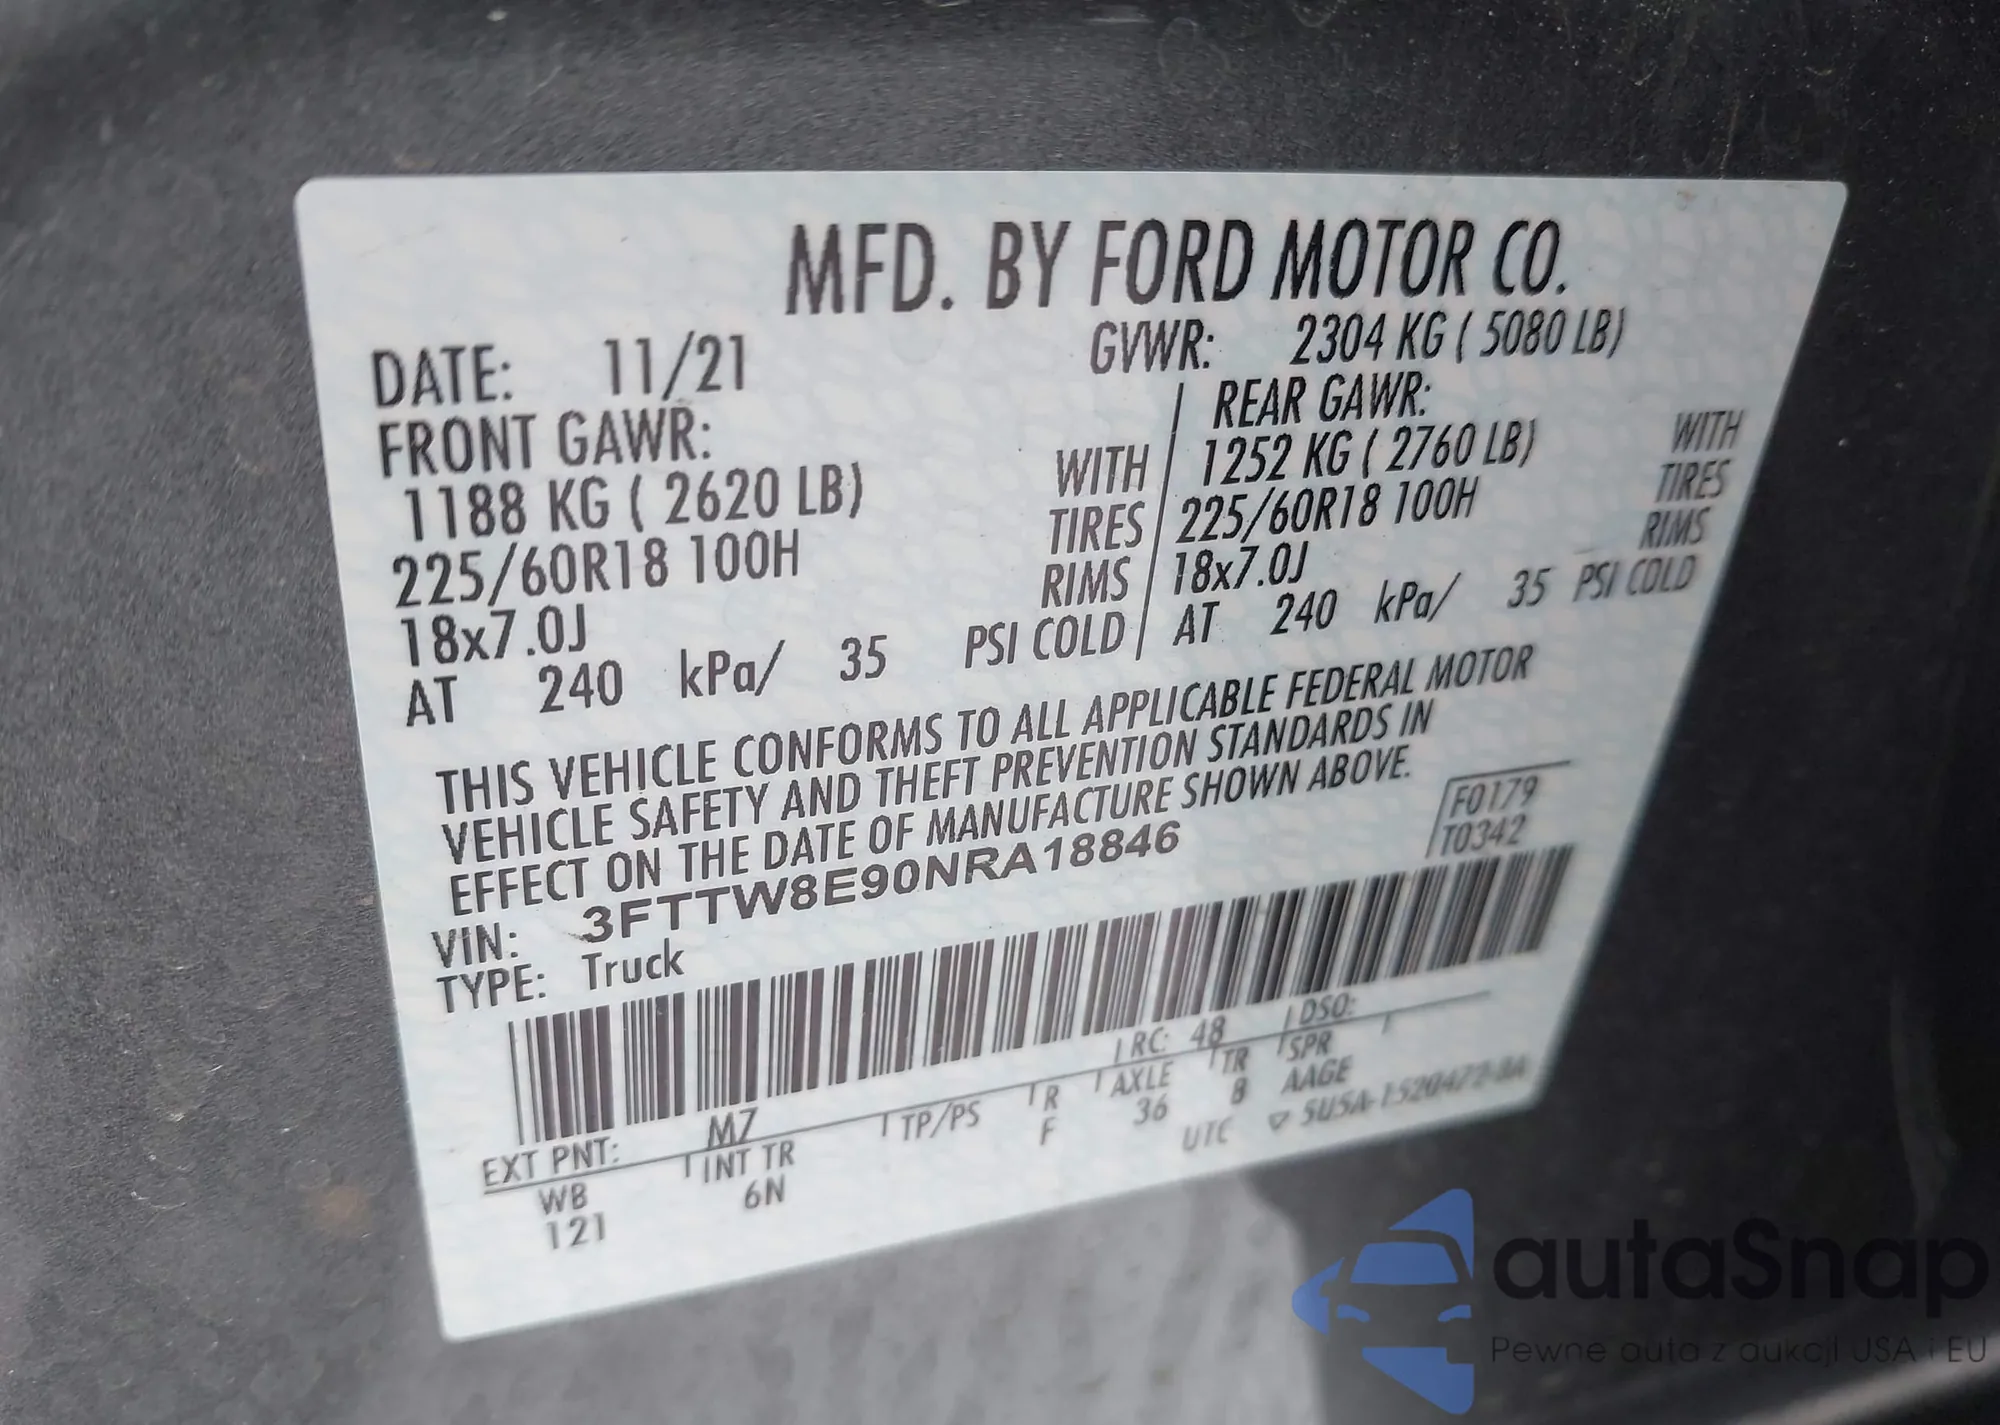 MFD. BY FORD MOTOR CO.
DATE: 11/21 GVWR: 2304 KG ( 5080 LB)
FRONT GAWR: REAR GAWR:
1188 KG ( 2620 LB) WITH 1252 KG ( 2760 LB) WITH
225/60R18 100H TIRES 225/60R18 100H TIRES
18x7.0J RIMS 18x7.0J RIMS
AT 240 kPa/ 35 PSI COLD AT 240 kPa/ 35 PSI COLD
THIS VEHICLE CONFORMS TO ALL APPLICABLE FEDERAL MOTOR
VEHICLE SAFETY AND THEFT PREVENTION STANDARDS IN
EFFECT ON THE DATE OF MANUFACTURE SHOWN ABOVE.
F0179
T0342
VIN: 3FTTW8E90NRA18846
TYPE: Truck
EXT PNT: M7 RC: 48 DSO:
WB INT TR TP/PS R AXLE TR SPR
121 6N F 36 8 AAGE
UTC ▽ 5USA-1520472-BA
autaSnap
Pewne auta z aukcji USA i EU